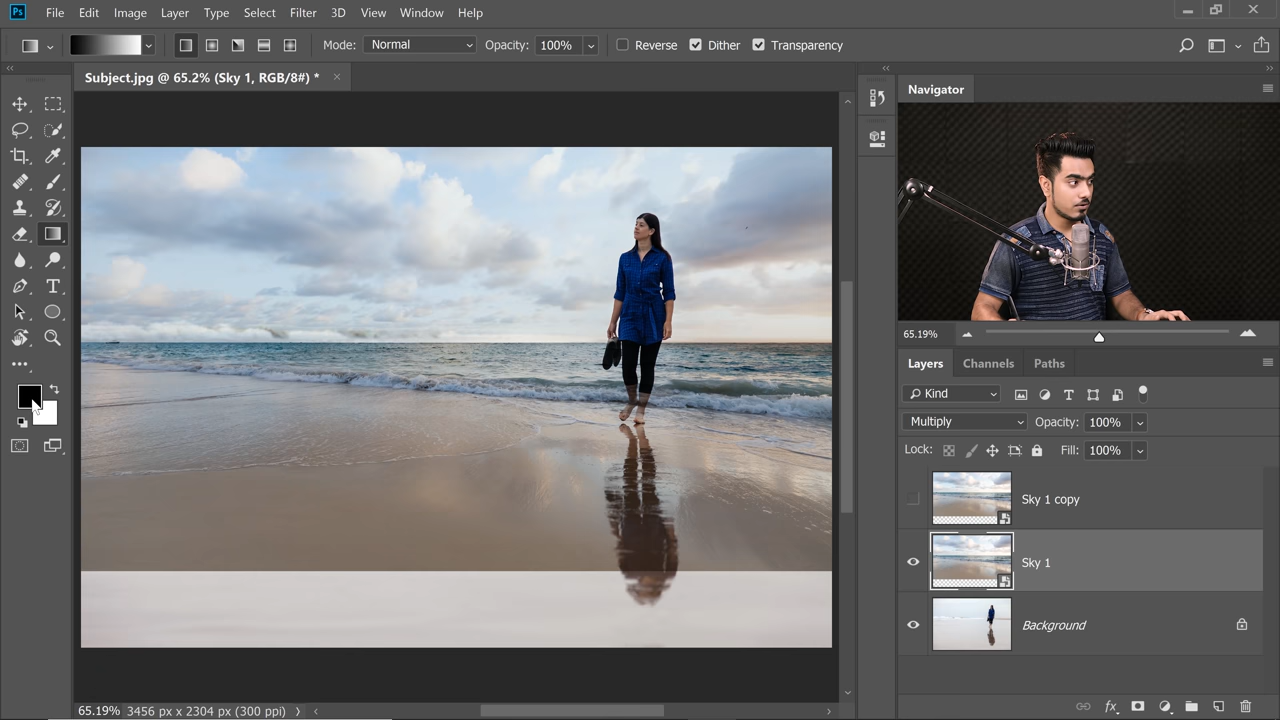 Ps File Edit Image Layer Type Select Filter 3D View Window Help
Mode: Normal Opacity: 100% Reverse Dither Transparency
Subject.jpg @ 65.2% (Sky 1, RGB/8#) * ×
Navigator
65.19%
Layers Channels Paths
Kind
Multiply Opacity: 100%
Lock: Fill: 100%
Sky 1 copy
Sky 1
Background
fx
65.19% 3456 px x 2304 px (300 ppi)